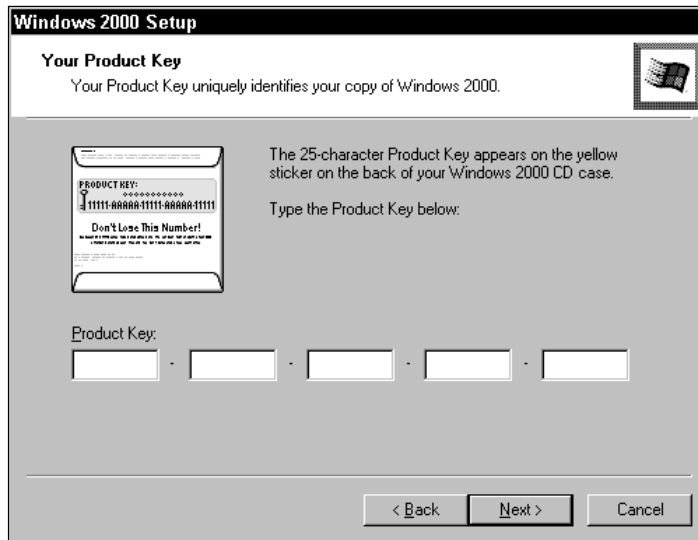 Windows 2000 Setup
Your Product Key
Your Product Key uniquely identifies your copy of Windows 2000.
The 25-character Product Key appears on the yellow
sticker on the back of your Windows 2000 CD case.
Type the Product Key below:
PRODUCT KEY:
11111-AAAAA-11111-AAAAA-11111
Don't Lose This Number!
Product Key:
- - - -
< Back
Next >
Cancel